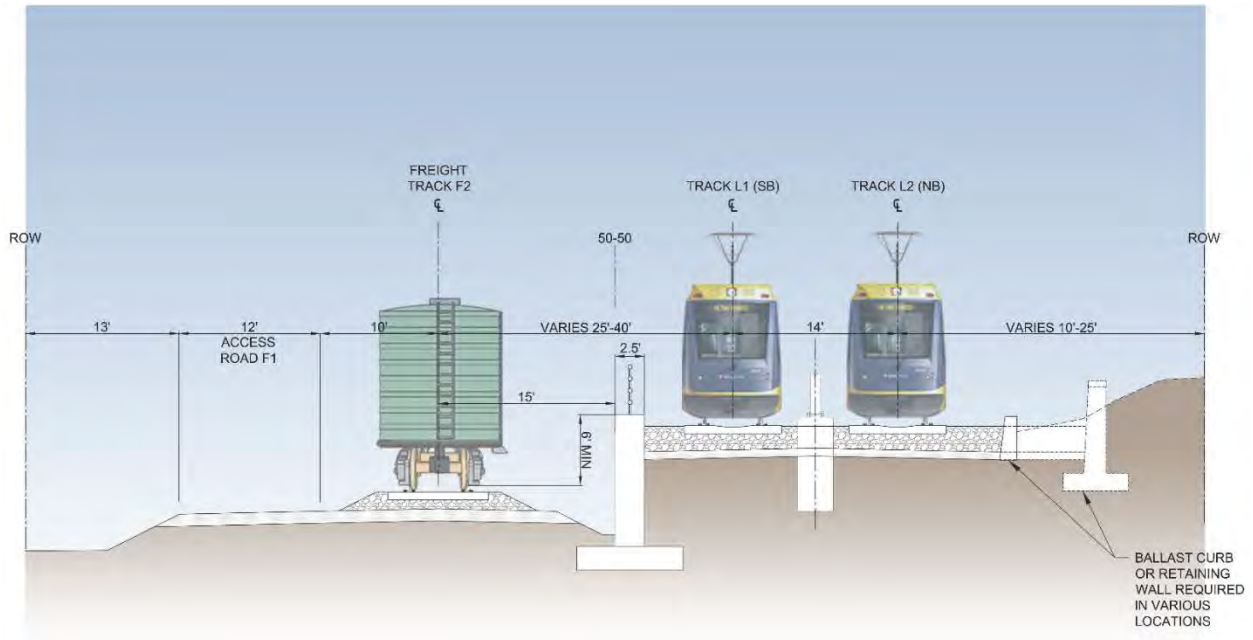 FREIGHT
TRACK F2
℄
TRACK L1 (SB)
℄
TRACK L2 (NB)
℄
ROW
50-50
ROW
13'
12'
ACCESS
ROAD F1
10'
VARIES 25'-40'
14'
VARIES 10'-25'
2.5'
15'
6' MIN
BALLAST CURB
OR RETAINING
WALL REQUIRED
IN VARIOUS
LOCATIONS